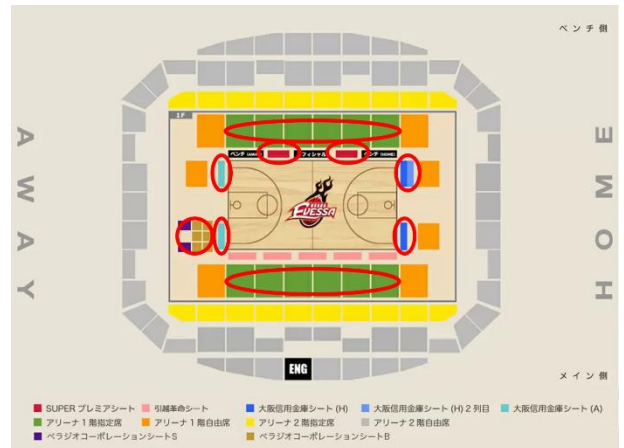 ベンチ側
AWAY
HOME
1F
ベンチ (AWAY)
フィシャル
ベンチ (HOME)
EVESSA
ENG
メイン側
SUPER プレミアシート
引越革命シート
大阪信用金庫シート (H)
大阪信用金庫シート (H) 2 列目
大阪信用金庫シート (A)
アリーナ 1 階指定席
アリーナ 1 階自由席
アリーナ 2 階指定席
アリーナ 2 階自由席
ベラジオコーポレーションシートS
ベラジオコーポレーションシートB